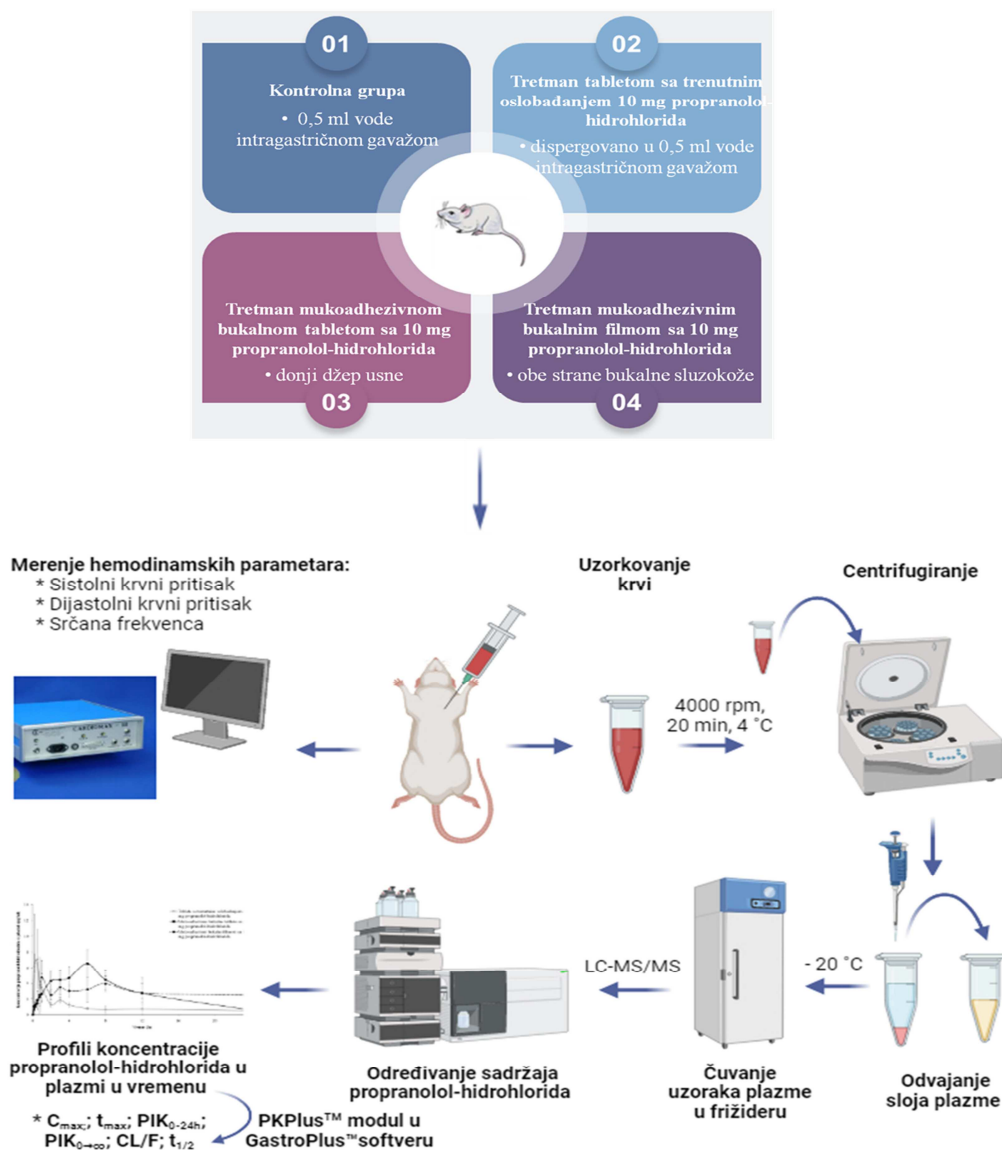 01
Kontrolna grupa
• 0,5 ml vode
intragastričnom gavažom
02
Tretman tabletom sa trenutnim
oslobađanjem 10 mg propranolol-
hidrohlorida
• dispergovano u 0,5 ml vode
intragastričnom gavažom
Tretman mukoadhezivnom
bukalnom tabletom sa 10 mg
propranolol-hidrohlorida
• donji džep usne
03
Tretman mukoadhezivnim
bukalnim filmom sa 10 mg
propranolol-hidrohlorida
• obe strane bukalne sluzokože
04
Merenje hemodinamskih parametara:
* Sistolni krvni pritisak
* Dijastolni krvni pritisak
* Srčana frekvenca
Uzorkovanje
krvi
Centrifugiranje
4000 rpm,
20 min, 4 °C
- 20 °C
LC-MS/MS
Odvajanje
sloja plazme
Čuvanje
uzoraka plazme
u frižideru
Određivanje sadržaja
propranolol-hidrohlorida
Profili koncentracije
propranolol-hidrohlorida u
plazmi u vremenu
* Cmax; tmax; PIK0-24h;
PIK0→∞; CL/F; t1/2
PKPlus™ modul u
GastroPlus™softveru